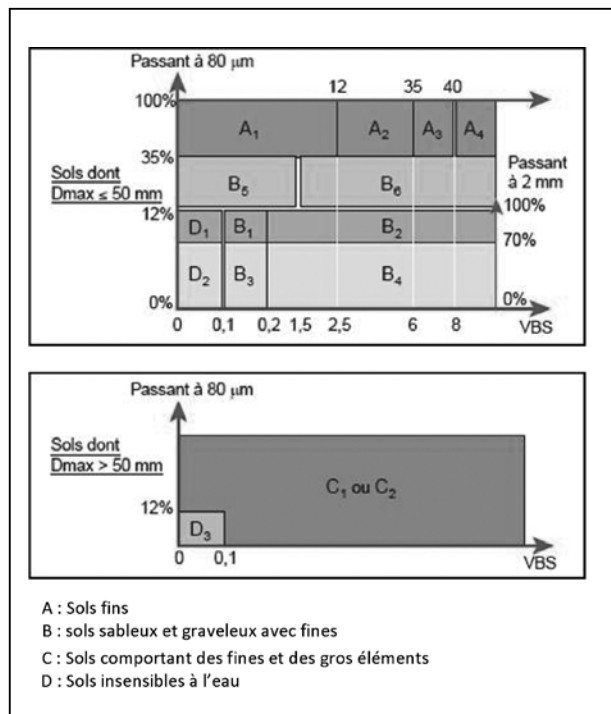 Passant à 80 µm
12 35 40
100%
A1 A2 A3 A4
35%
Sols dont
Dmax ≤ 50 mm
B5 B6
Passant
à 2 mm
100%
12%
D1 B1 B2
70%
D2 B3 B4
0% 0%
0 0,1 0,2 1,5 2,5 6 8 VBS
Passant à 80 µm
Sols dont
Dmax > 50 mm
C1 ou C2
12%
D3
0 0,1 VBS
A : Sols fins
B : sols sableux et graveleux avec fines
C : Sols comportant des fines et des gros éléments
D : Sols insensibles à l'eau